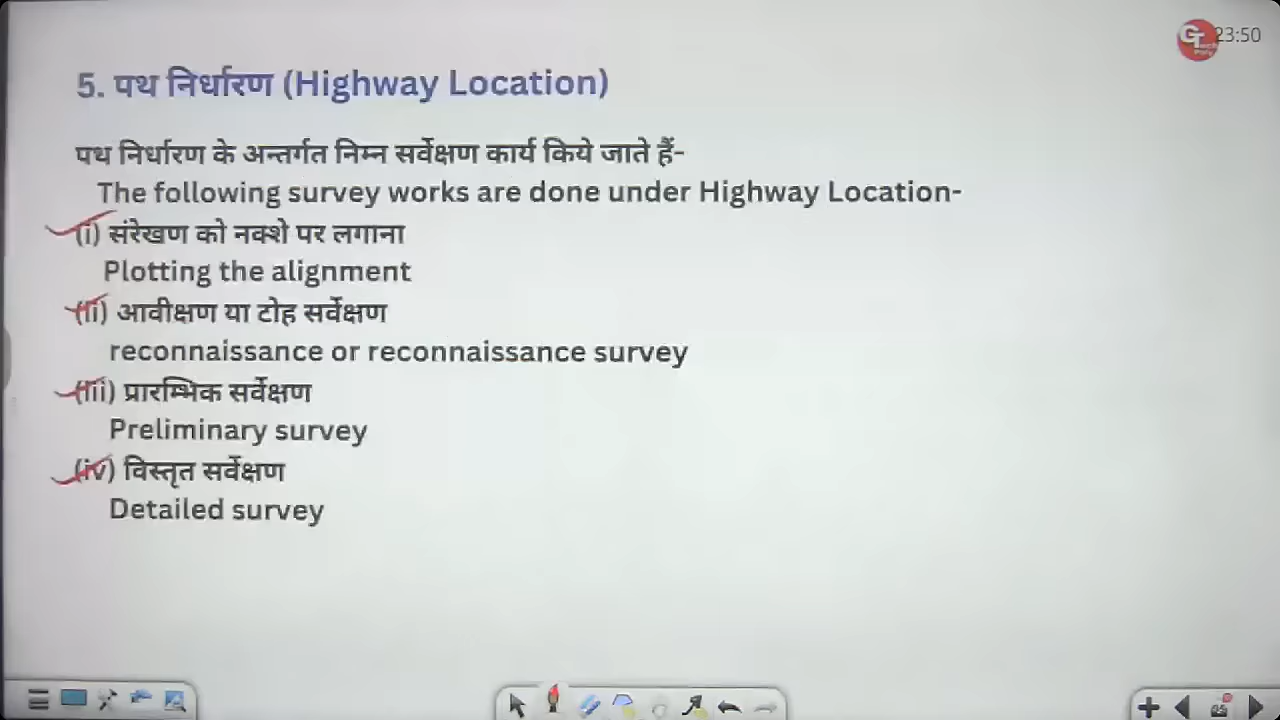 GT
Tech
23:50
5. पथ निर्धारण (Highway Location)
पथ निर्धारण के अन्तर्गत निम्न सर्वेक्षण कार्य किये जाते हैं-
The following survey works are done under Highway Location-
(i) संरेखण को नक्शे पर लगाना
Plotting the alignment
(ii) आवीक्षण या टोह सर्वेक्षण
reconnaissance or reconnaissance survey
(iii) प्रारम्भिक सर्वेक्षण
Preliminary survey
(iv) विस्तृत सर्वेक्षण
Detailed survey